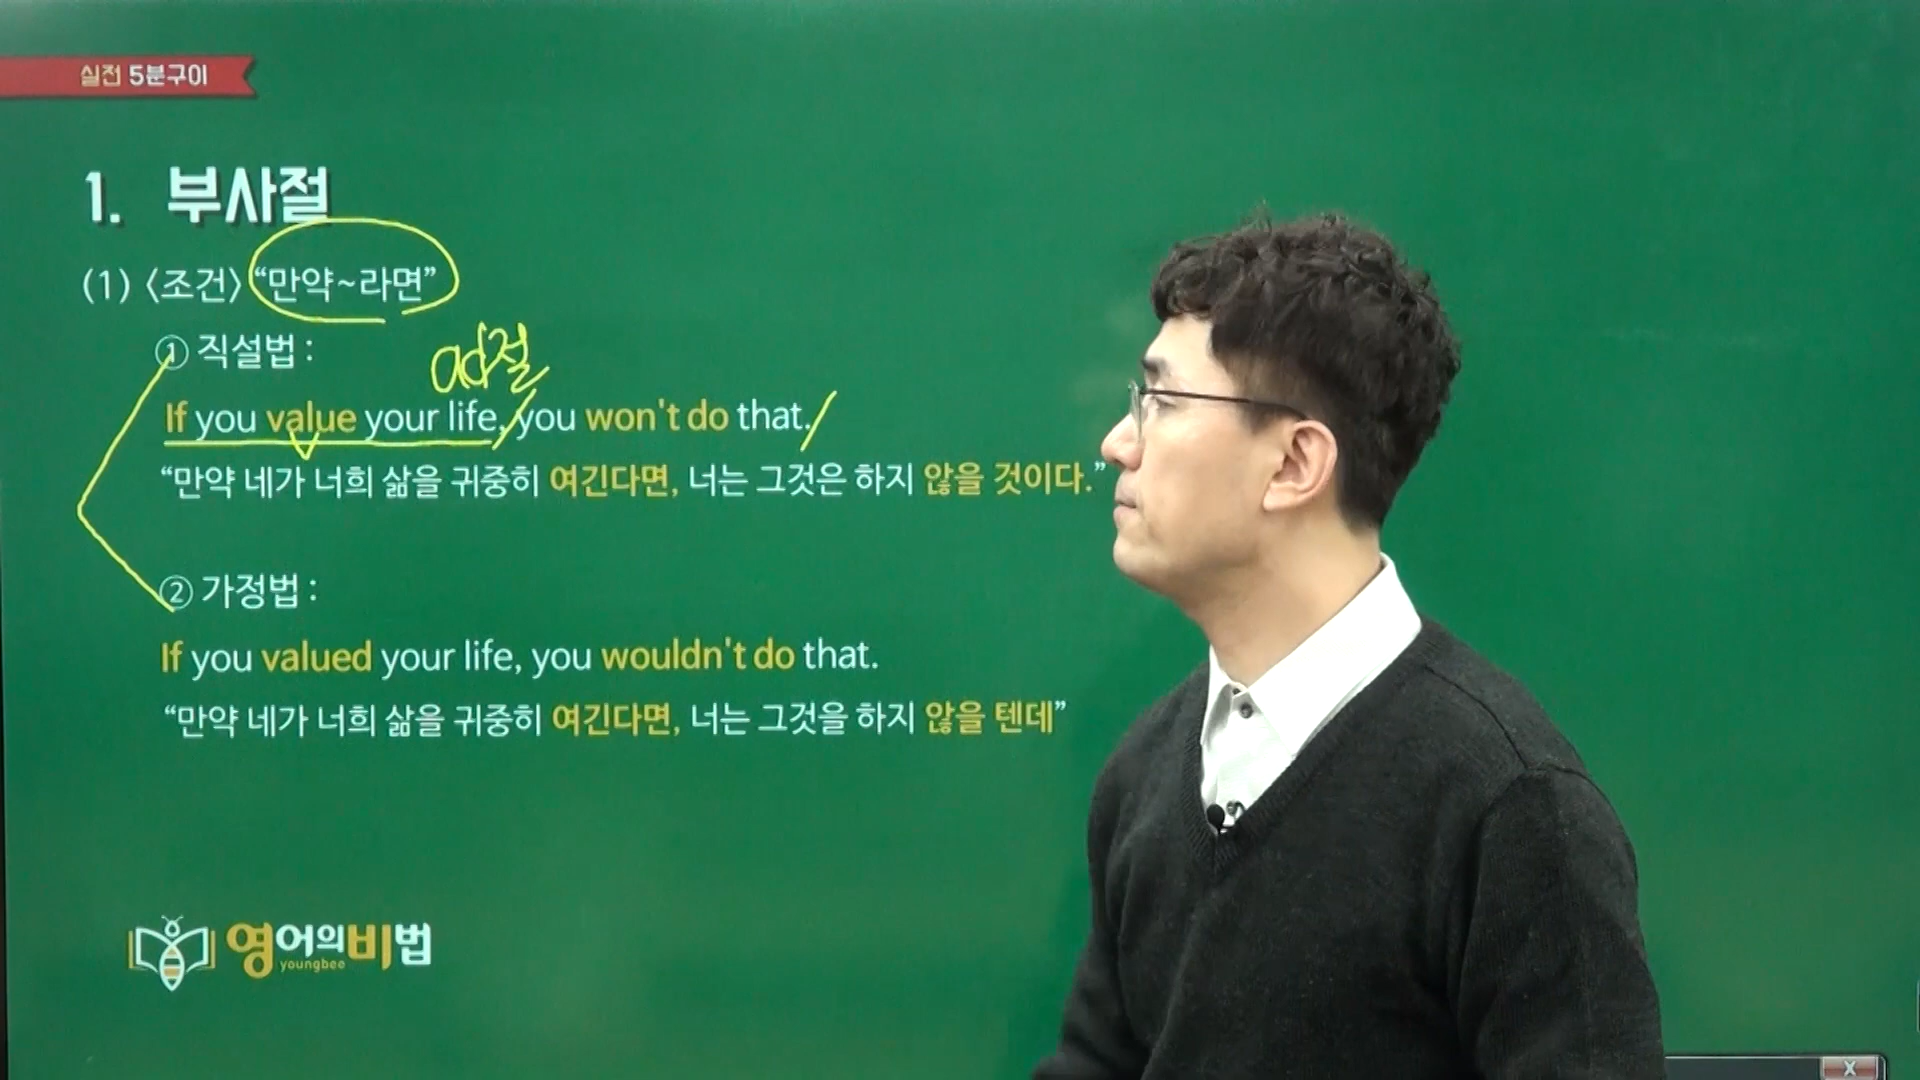 실전 5분구이
1. 부사절
(1) 〈조건〉 “만약~라면”
① 직설법 :
ad절
If you value your life, you won't do that.
V
“만약 네가 너희 삶을 귀중히 여긴다면, 너는 그것은 하지 않을 것이다.”
② 가정법 :
If you valued your life, you wouldn't do that.
“만약 네가 너희 삶을 귀중히 여긴다면, 너는 그것을 하지 않을 텐데”
영어의비법
youngbee
X